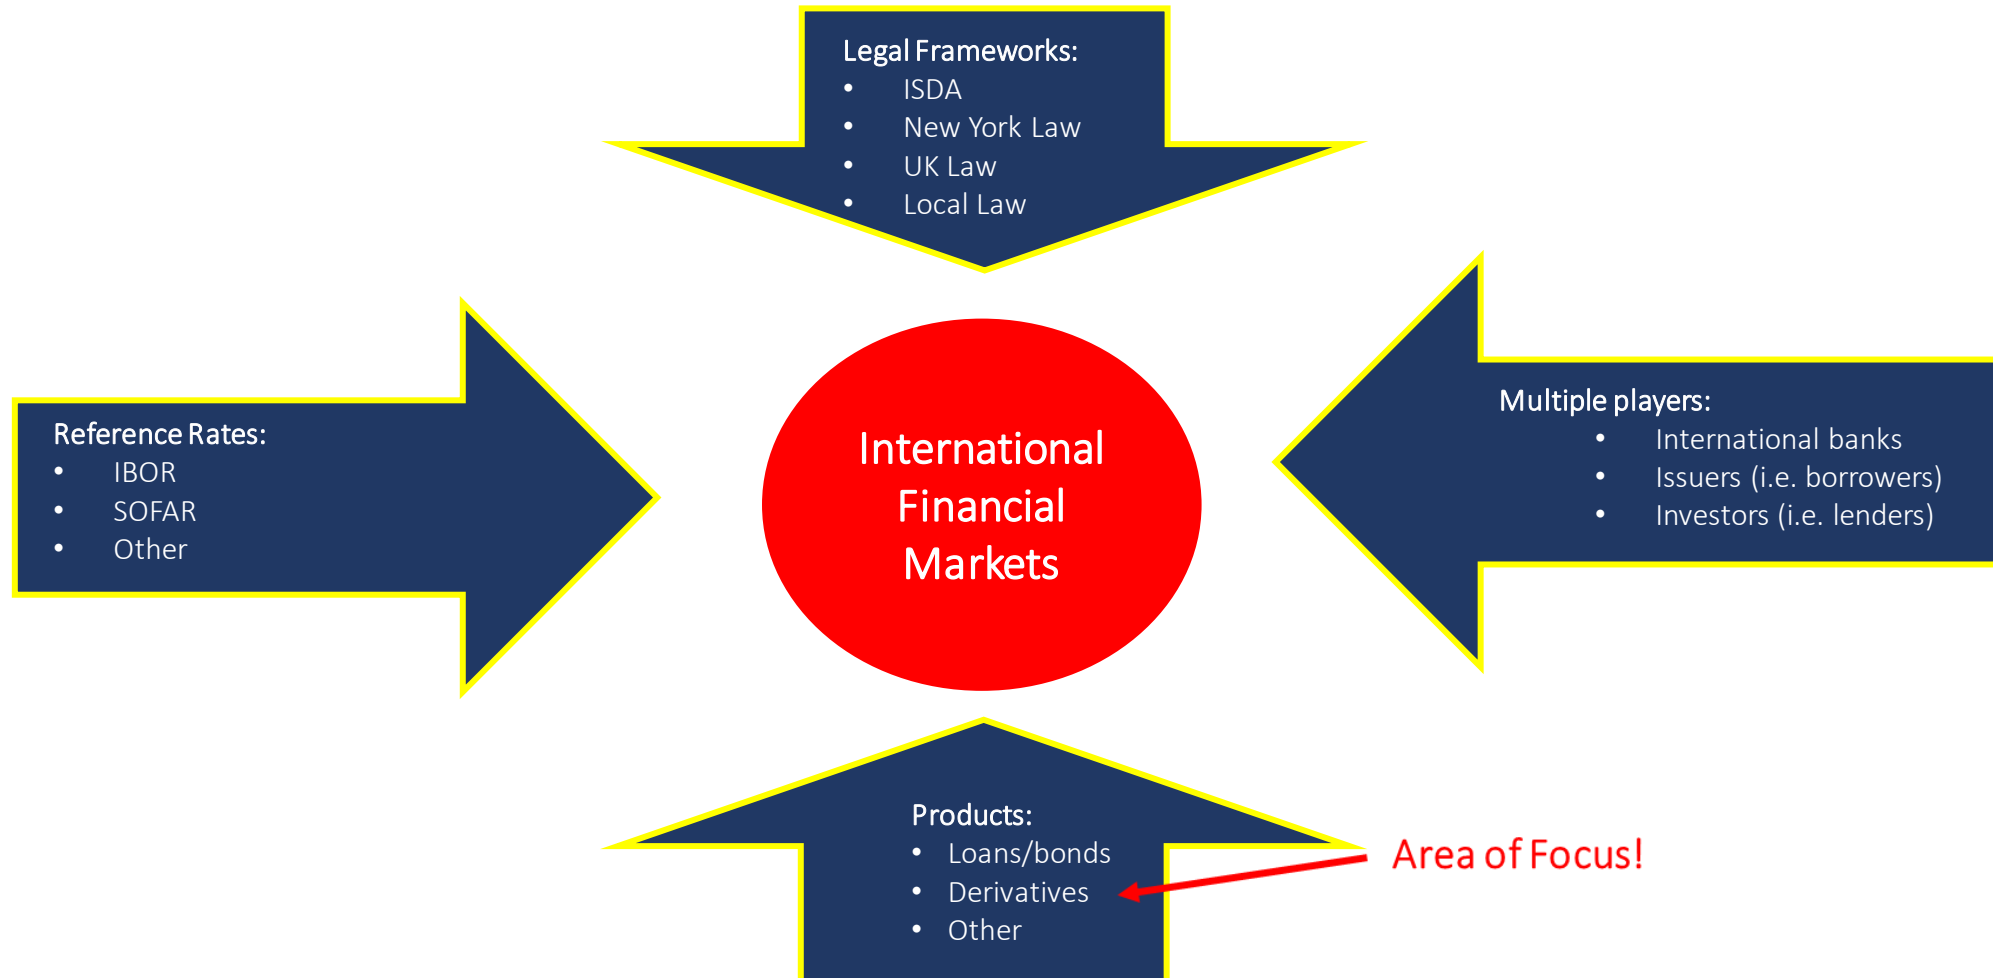 Legal Frameworks:
• ISDA
• New York Law
• UK Law
• Local Law
Reference Rates:
• IBOR
• SOFAR
• Other
International
Financial
Markets
Multiple players:
• International banks
• Issuers (i.e. borrowers)
• Investors (i.e. lenders)
Products:
• Loans/bonds
• Derivatives
• Other
Area of Focus!